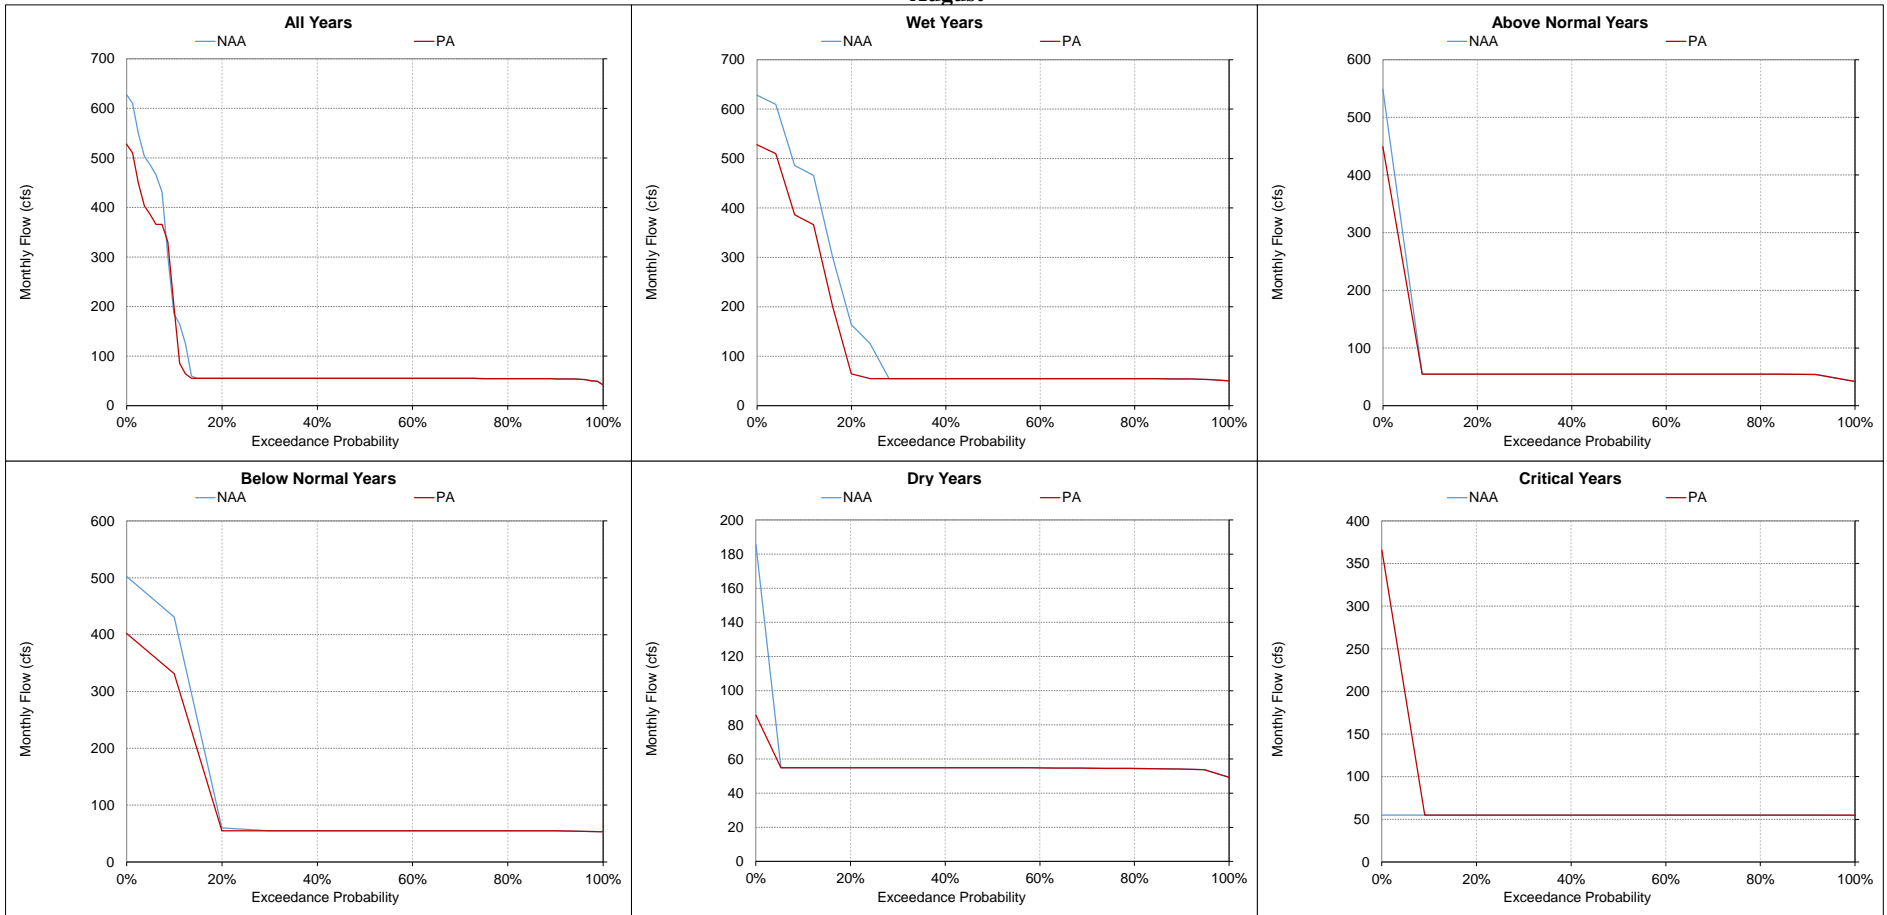 August
All Years
NAA PA
700
600
500
400
300
200
100
0
Monthly Flow (cfs)
0% 20% 40% 60% 80% 100%
Exceedance Probability
Wet Years
NAA PA
700
600
500
400
300
200
100
0
Monthly Flow (cfs)
0% 20% 40% 60% 80% 100%
Exceedance Probability
Above Normal Years
NAA PA
600
500
400
300
200
100
0
Monthly Flow (cfs)
0% 20% 40% 60% 80% 100%
Exceedance Probability
Below Normal Years
NAA PA
600
500
400
300
200
100
0
Monthly Flow (cfs)
0% 20% 40% 60% 80% 100%
Exceedance Probability
Dry Years
NAA PA
200
180
160
140
120
100
80
60
40
20
0
Monthly Flow (cfs)
0% 20% 40% 60% 80% 100%
Exceedance Probability
Critical Years
NAA PA
400
350
300
250
200
150
100
50
0
Monthly Flow (cfs)
0% 20% 40% 60% 80% 100%
Exceedance Probability